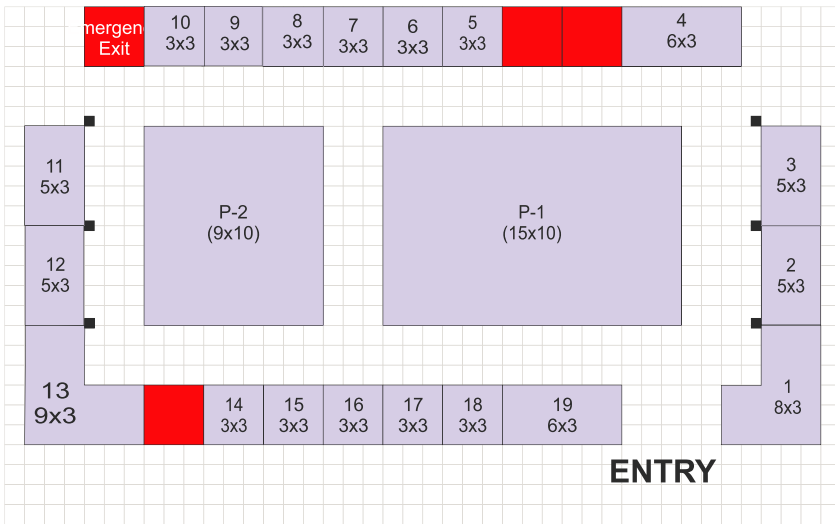 mergen
Exit
10
3x3
9
3x3
8
3x3
7
3x3
6
3x3
5
3x3
4
6x3
11
5x3
P-2
(9x10)
P-1
(15x10)
3
5x3
12
5x3
2
5x3
13
9x3
14
3x3
15
3x3
16
3x3
17
3x3
18
3x3
19
6x3
1
8x3
ENTRY